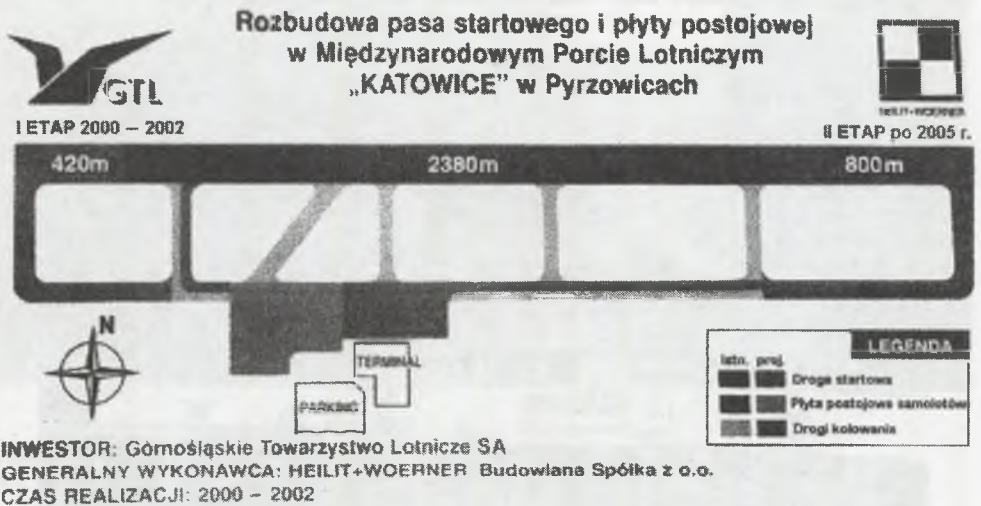 Rozbudowa pasa startowego i płyty postojowej
w Międzynarodowym Porcie Lotniczym
„KATOWICE” w Pyrzowicach
GTL
HEILIT+WOERNER
I ETAP 2000 – 2002
II ETAP po 2005 r.
420m 2380m 800m
N
TERMINAL
PARKING
LEGENDA
Istn. proj.
Droga startowa
Płyta postojowa samolotów
Drogi kołowania
INWESTOR: Górnośląskie Towarzystwo Lotnicze SA
GENERALNY WYKONAWCA: HEILIT+WOERNER Budowlana Spółka z o.o.
CZAS REALIZACJI: 2000 – 2002